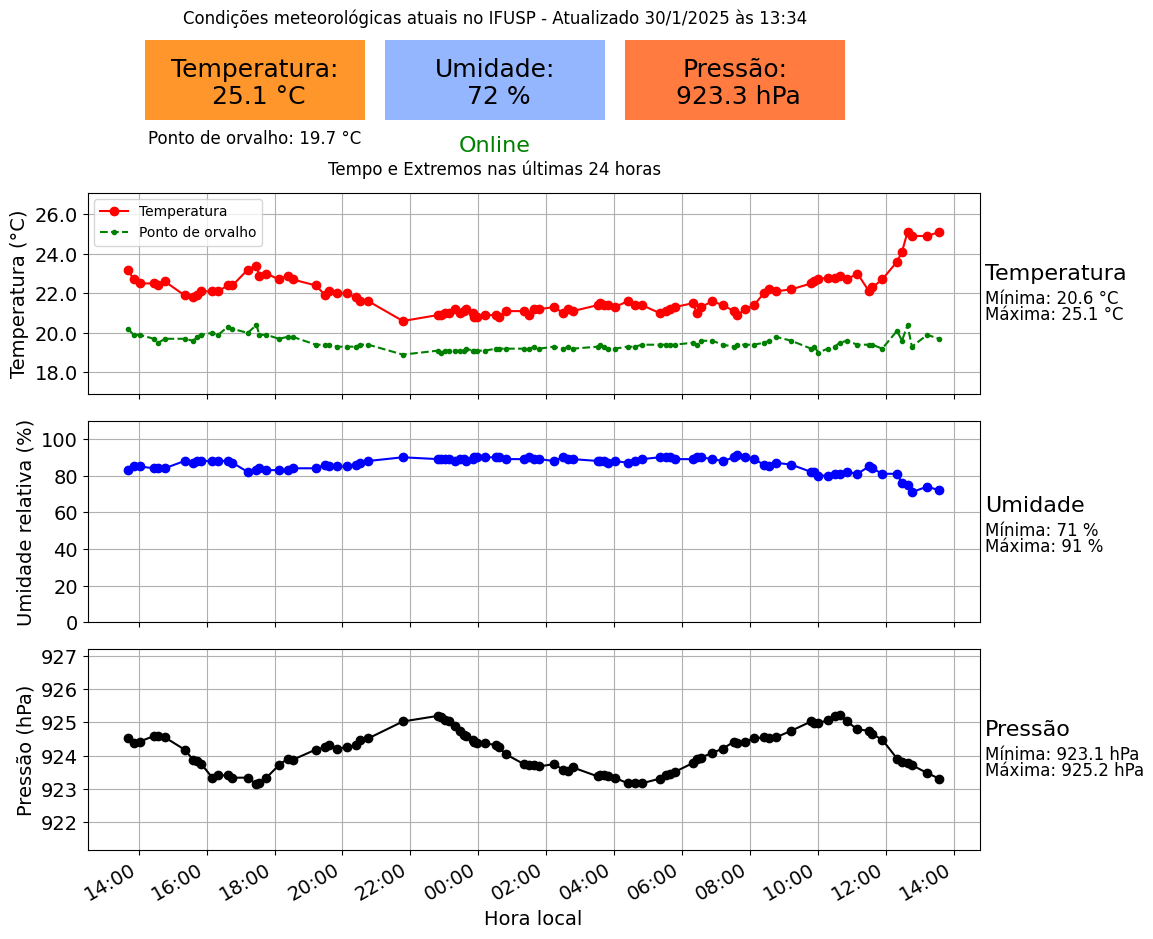 Condições meteorológicas atuais no IFUSP - Atualizado 30/1/2025 às 13:34
Temperatura:
25.1 °C
Umidade:
72 %
Pressão:
923.3 hPa
Ponto de orvalho: 19.7 °C
Online
Tempo e Extremos nas últimas 24 horas
Temperatura (°C)
26.0
24.0
22.0
20.0
18.0
Temperatura
Ponto de orvalho
Temperatura
Mínima: 20.6 °C
Máxima: 25.1 °C
Umidade relativa (%)
100
80
60
40
20
0
Umidade
Mínima: 71 %
Máxima: 91 %
Pressão (hPa)
927
926
925
924
923
922
Pressão
Mínima: 923.1 hPa
Máxima: 925.2 hPa
14:00 16:00 18:00 20:00 22:00 00:00 02:00 04:00 06:00 08:00 10:00 12:00 14:00
Hora local